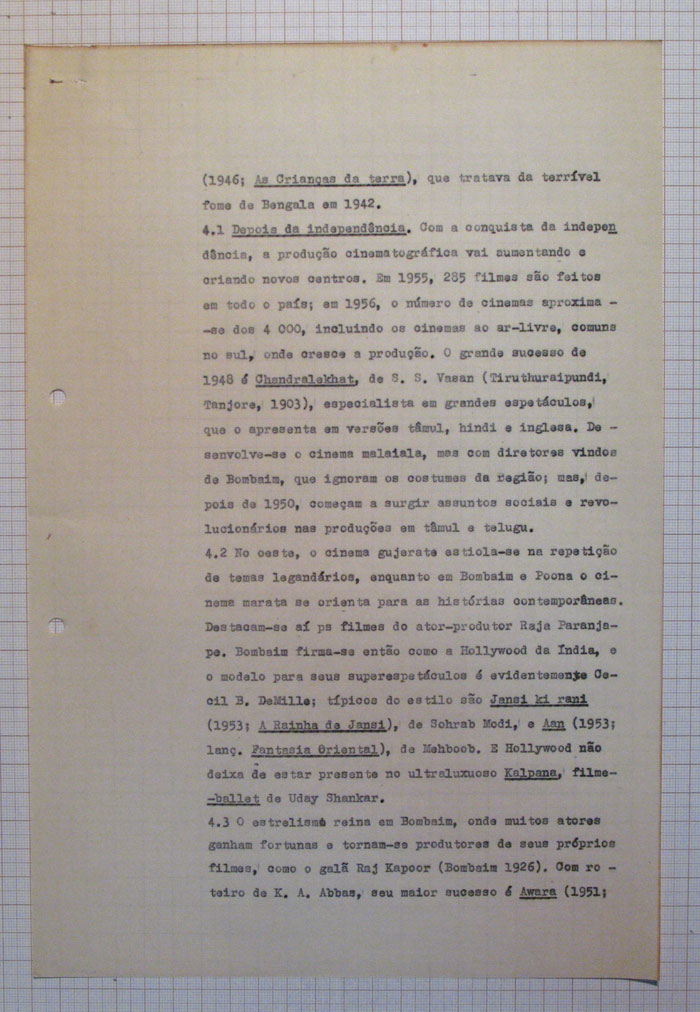 (1946; As Crianças da terra), que tratava da terrível
fome de Bengala em 1942.
4.1 Depois da independência. Com a conquista da indepen
dência, a produção cinematográfica vai aumentando e
criando novos centros. Em 1955, 285 filmes são feitos
em todo o país; em 1956, o número de cinemas aproxima -
-se dos 4 000, incluindo os cinemas ao ar-livre, comuns
no sul, onde cresce a produção. O grande sucesso de
1948 é Chandralekhat, de S. S. Vasan (Tiruthuraipundi,
Tanjore, 1903), especialista em grandes espetáculos,
que o apresenta em versões tâmul, hindi e inglesa. De -
senvolve-se o cinema malaiala, mas com diretores vindos
de Bombaim, que ignoram os costumes da região; mas, de-
pois de 1950, começam a surgir assuntos sociais e revo-
lucionários nas produções em tâmul e telugu.
4.2 No oeste, o cinema gujerate estiola-se na repetição
de temas legandários, enquanto em Bombaim e Poona o ci-
nema marata se orienta para as histórias contemporâneas.
Destacam-se aí ps filmes do ator-produtor Raja Paranja-
pe. Bombaim firma-se então como a Hollywood da Índia, e
o modelo para seus superespetáculos é evidentemente Ce-
cil B. DeMille; típicos do estilo são Jansi ki rani
(1953; A Rainha de Jansi), de Sohrab Modi, e Aan (1953;
lanç. Fantasia Oriental), de Mehboob. E Hollywood não
deixa de estar presente no ultraluxuoso Kalpana, filme-
-ballet de Uday Shankar.
4.3 O estrelismo reina em Bombaim, onde muitos atores
ganham fortunas e tornam-se produtores de seus próprios
filmes, como o galã Raj Kapoor (Bombaim 1926). Com ro -
teiro de K. A. Abbas, seu maior sucesso é Awara (1951;